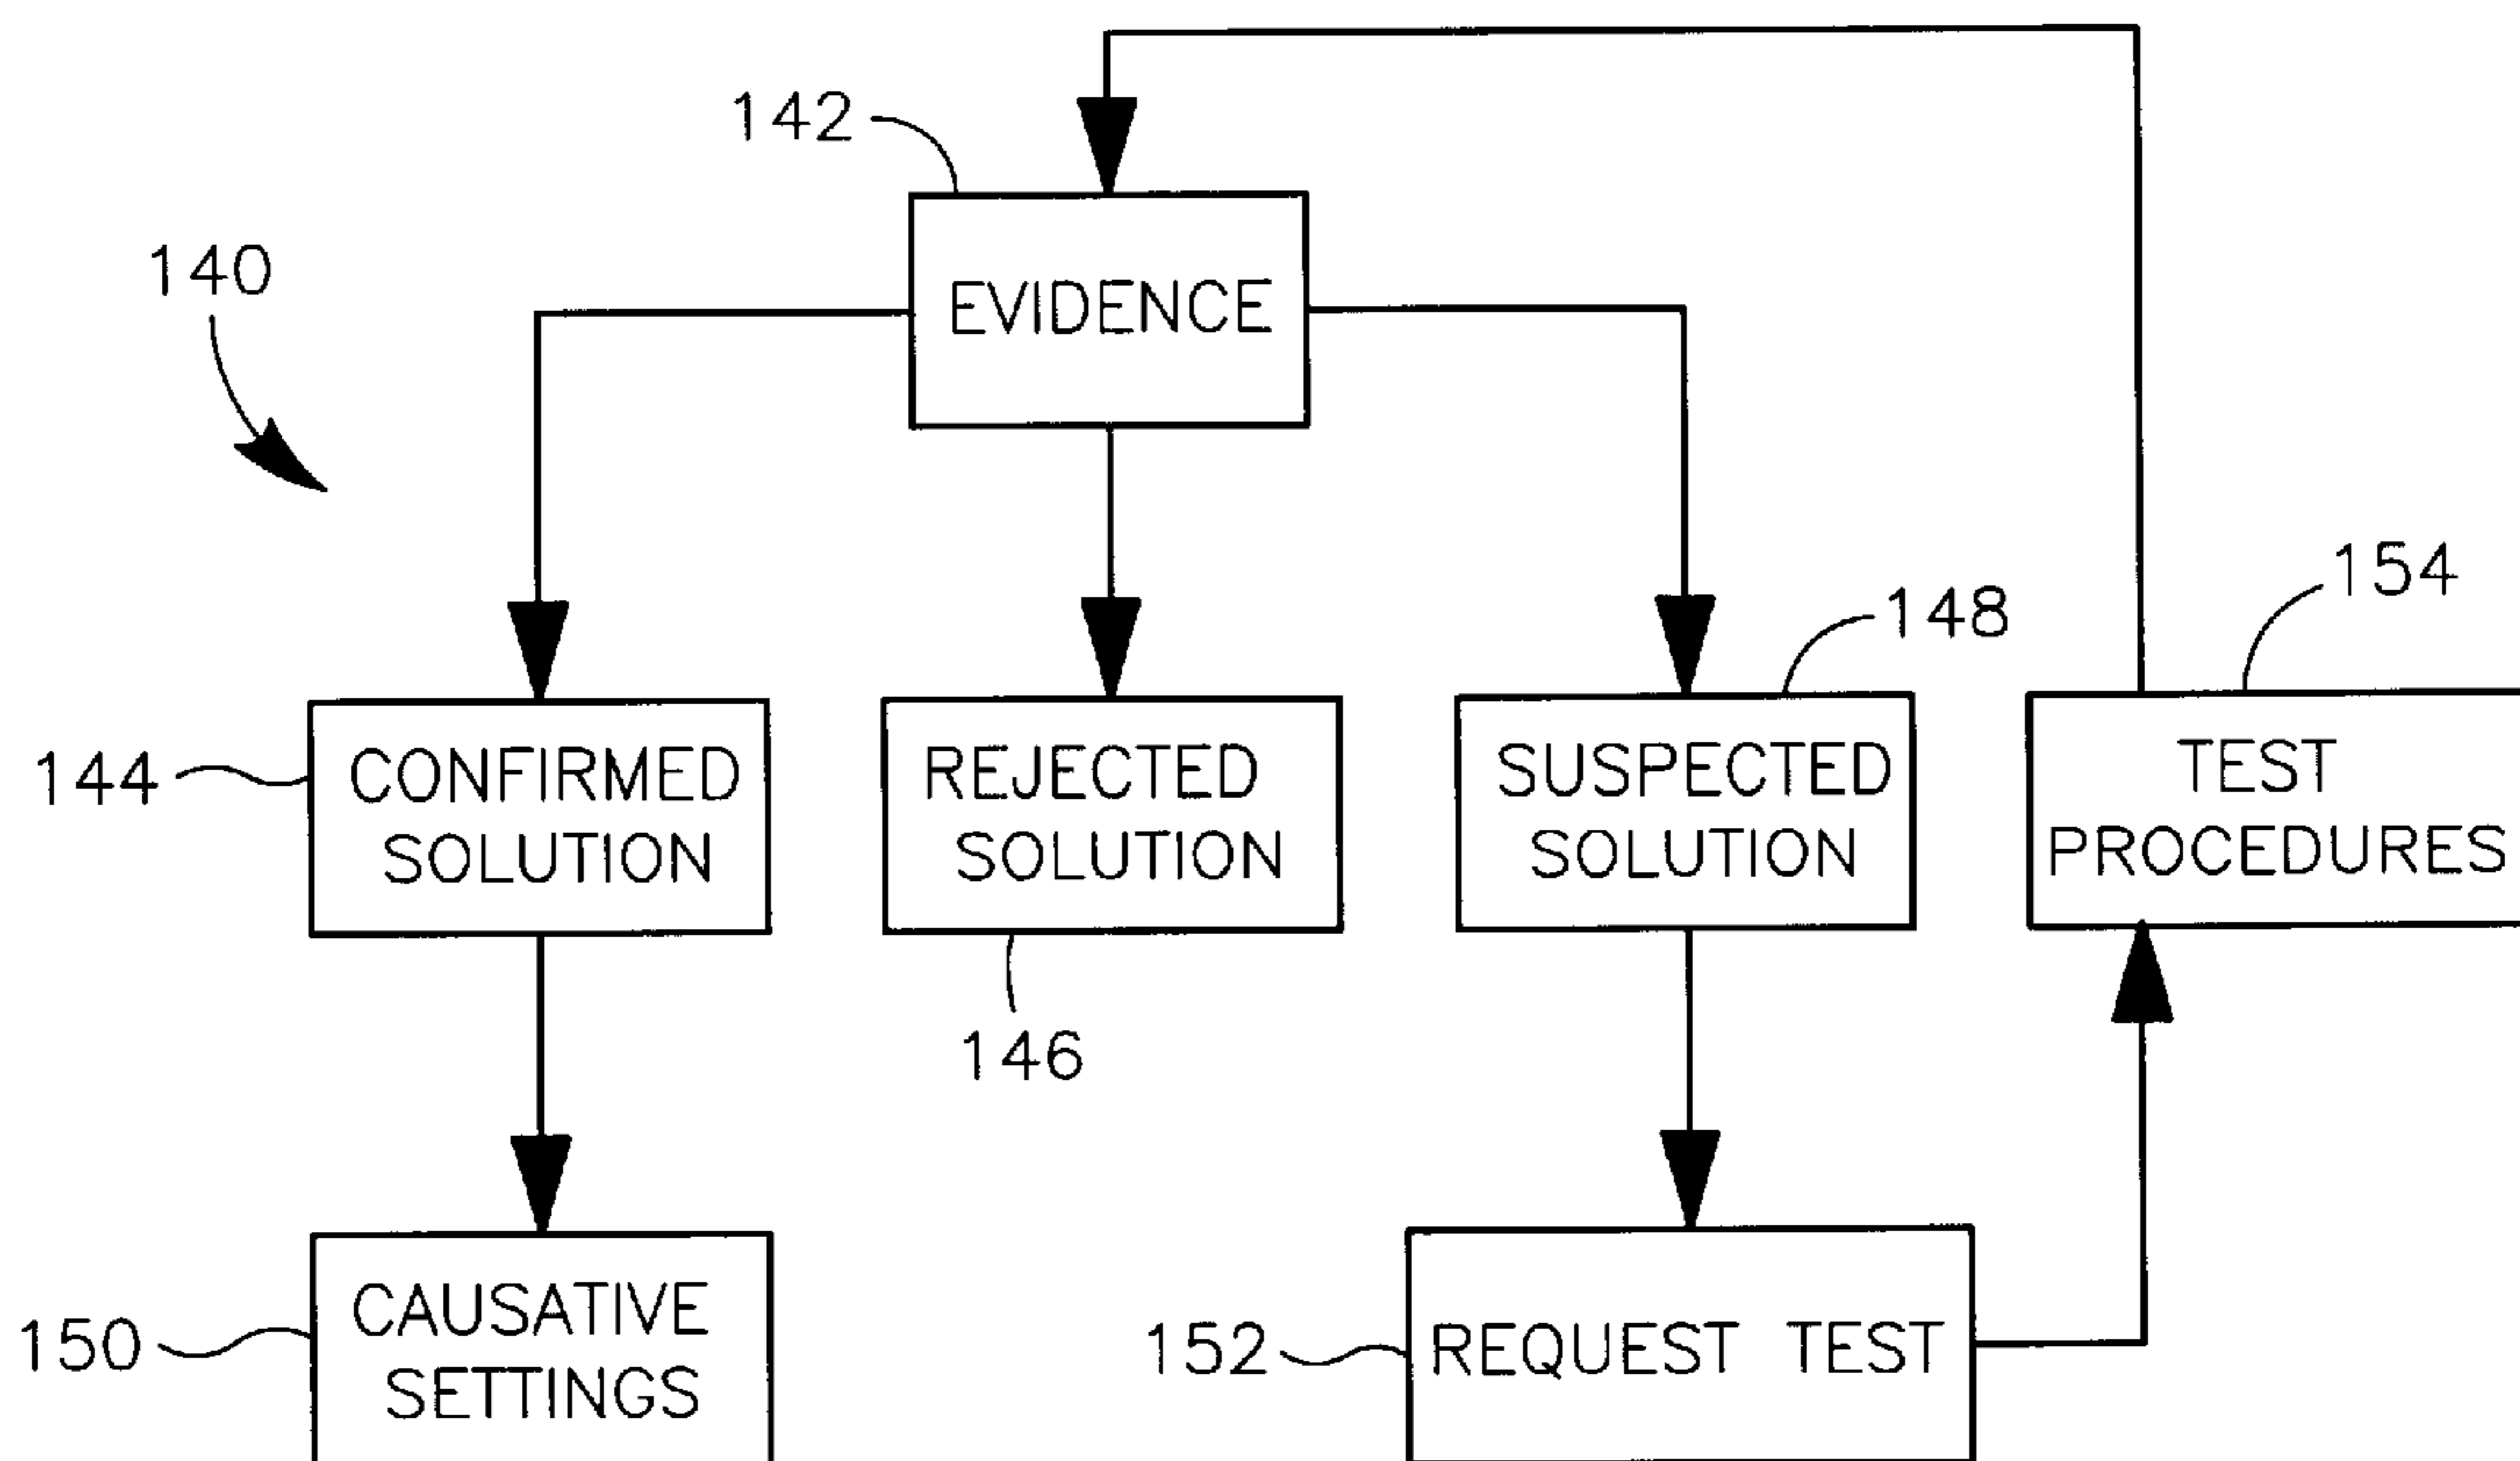 142
140
EVIDENCE
154
148
144
CONFIRMED
SOLUTION
REJECTED
SOLUTION
SUSPECTED
SOLUTION
TEST
PROCEDURES
146
150
CAUSATIVE
SETTINGS
152
REQUEST TEST